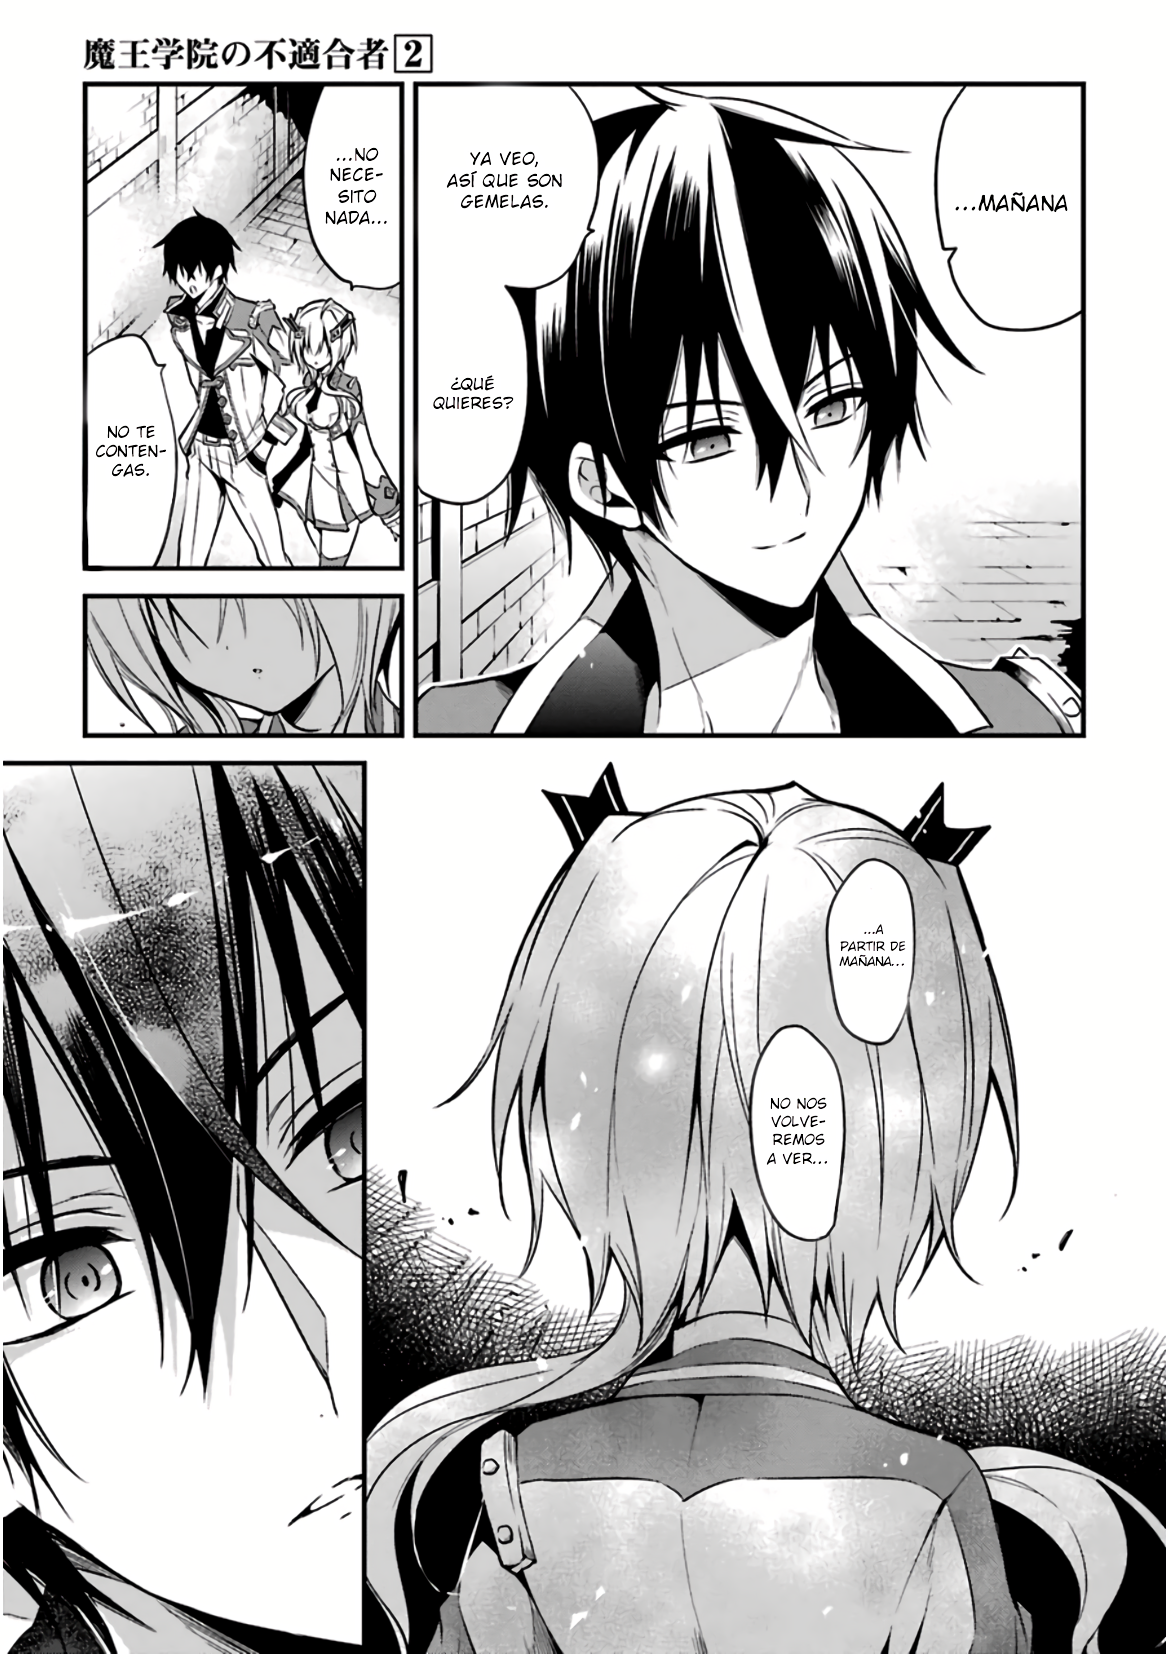 魔王学院の不適合者2
...MAÑANA
YA VEO,
ASÍ QUE SON
GEMELAS.
¿QUÉ
QUIERES?
...NO
NECE-
SITO
NADA...
NO TE
CONTEN-
GAS.
...A
PARTIR DE
MAÑANA...
NO NOS
VOLVE-
REMOS
A VER...